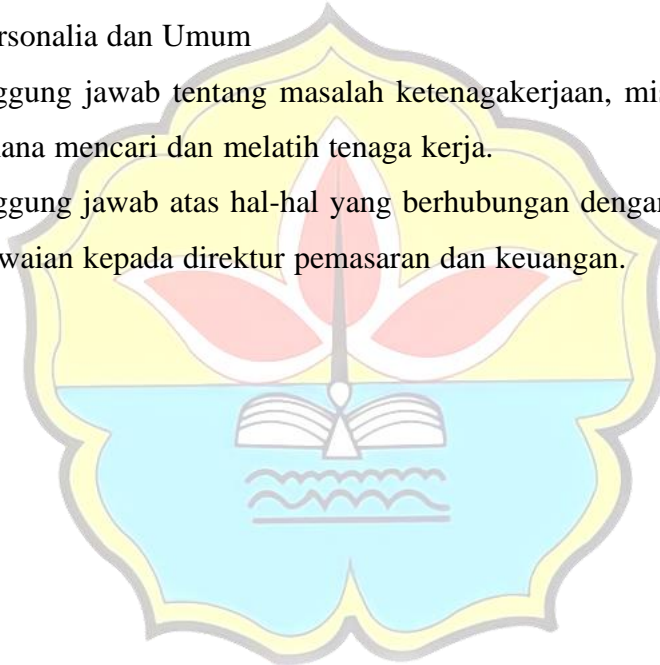 rsonalia dan Umum
ggung jawab tentang masalah ketenagakerjaan, mis
ana mencari dan melatih tenaga kerja.
ggung jawab atas hal-hal yang berhubungan dengan
waian kepada direktur pemasaran dan keuangan.